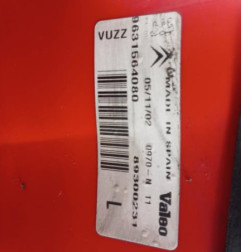 VUZZ
9631564080
05/11/02 0970-N 11
89300231
L
MADE IN SPAIN
Valeo